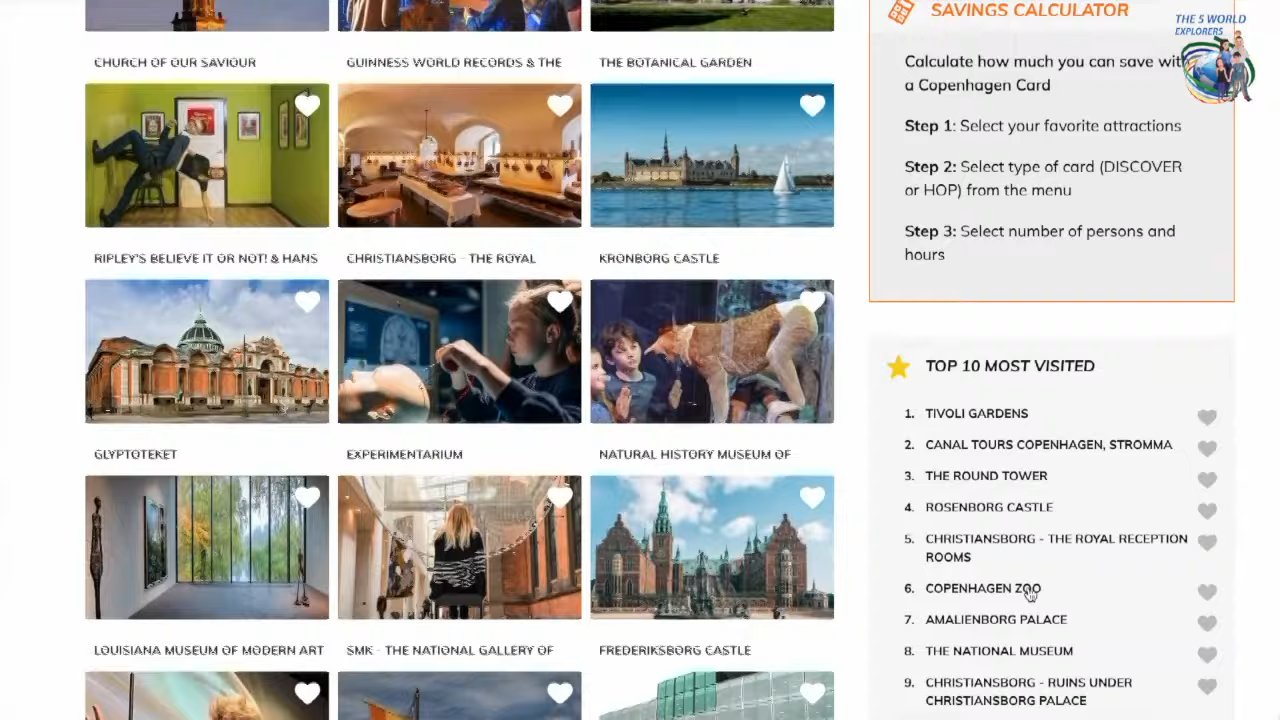 SAVINGS CALCULATOR
THE 5 WORLD
EXPLORERS
Calculate how much you can save with
a Copenhagen Card
Step 1: Select your favorite attractions
Step 2: Select type of card (DISCOVER
or HOP) from the menu
Step 3: Select number of persons and
hours
CHURCH OF OUR SAVIOUR
GUINNESS WORLD RECORDS & THE
THE BOTANICAL GARDEN
RIPLEY'S BELIEVE IT OR NOT! & HANS
CHRISTIANSBORG - THE ROYAL
KRONBORG CASTLE
GLYPTOTEKET
EXPERIMENTARIUM
NATURAL HISTORY MUSEUM OF
LOUISIANA MUSEUM OF MODERN ART
SMK - THE NATIONAL GALLERY OF
FREDERIKSBORG CASTLE
TOP 10 MOST VISITED
1. TIVOLI GARDENS
2. CANAL TOURS COPENHAGEN, STROMMA
3. THE ROUND TOWER
4. ROSENBORG CASTLE
5. CHRISTIANSBORG - THE ROYAL RECEPTION
ROOMS
6. COPENHAGEN ZOO
7. AMALIENBORG PALACE
8. THE NATIONAL MUSEUM
9. CHRISTIANSBORG - RUINS UNDER
CHRISTIANSBORG PALACE